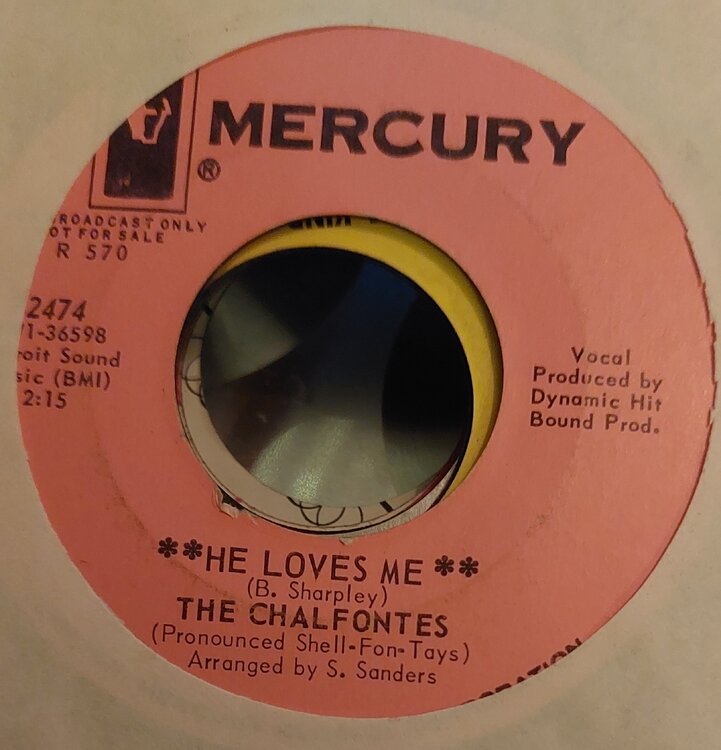 MERCURY
®
ROADCAST ONLY
OT FOR SALE
R 570
2474
1-36598
roit Sound
sic (BMI)
2:15
Vocal
Produced by
Dynamic Hit
Bound Prod.
**HE LOVES ME **
(B. Sharpley)
THE CHALFONTES
(Pronounced Shell-Fon-Tays)
Arranged by S. Sanders
ORATION